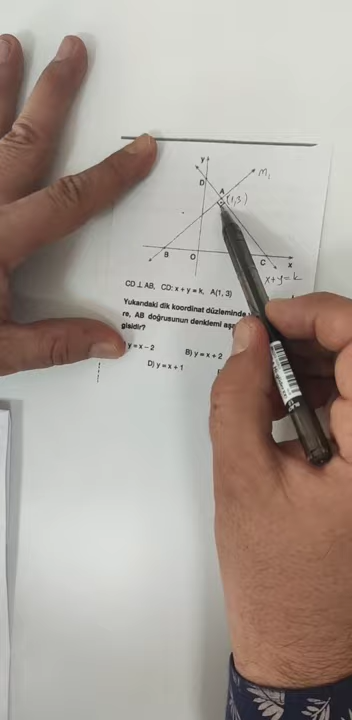 y
M₁
A
D
(1,3)
B
O
C
x
x+y=k
CD ⊥ AB, CD: x + y = k, A(1, 3)
Yukarıdaki dik koordinat düzleminde
re, AB doğrusunun denklemi aşa
gisidir?
y = x – 2
B) y = x + 2
D) y = x + 1